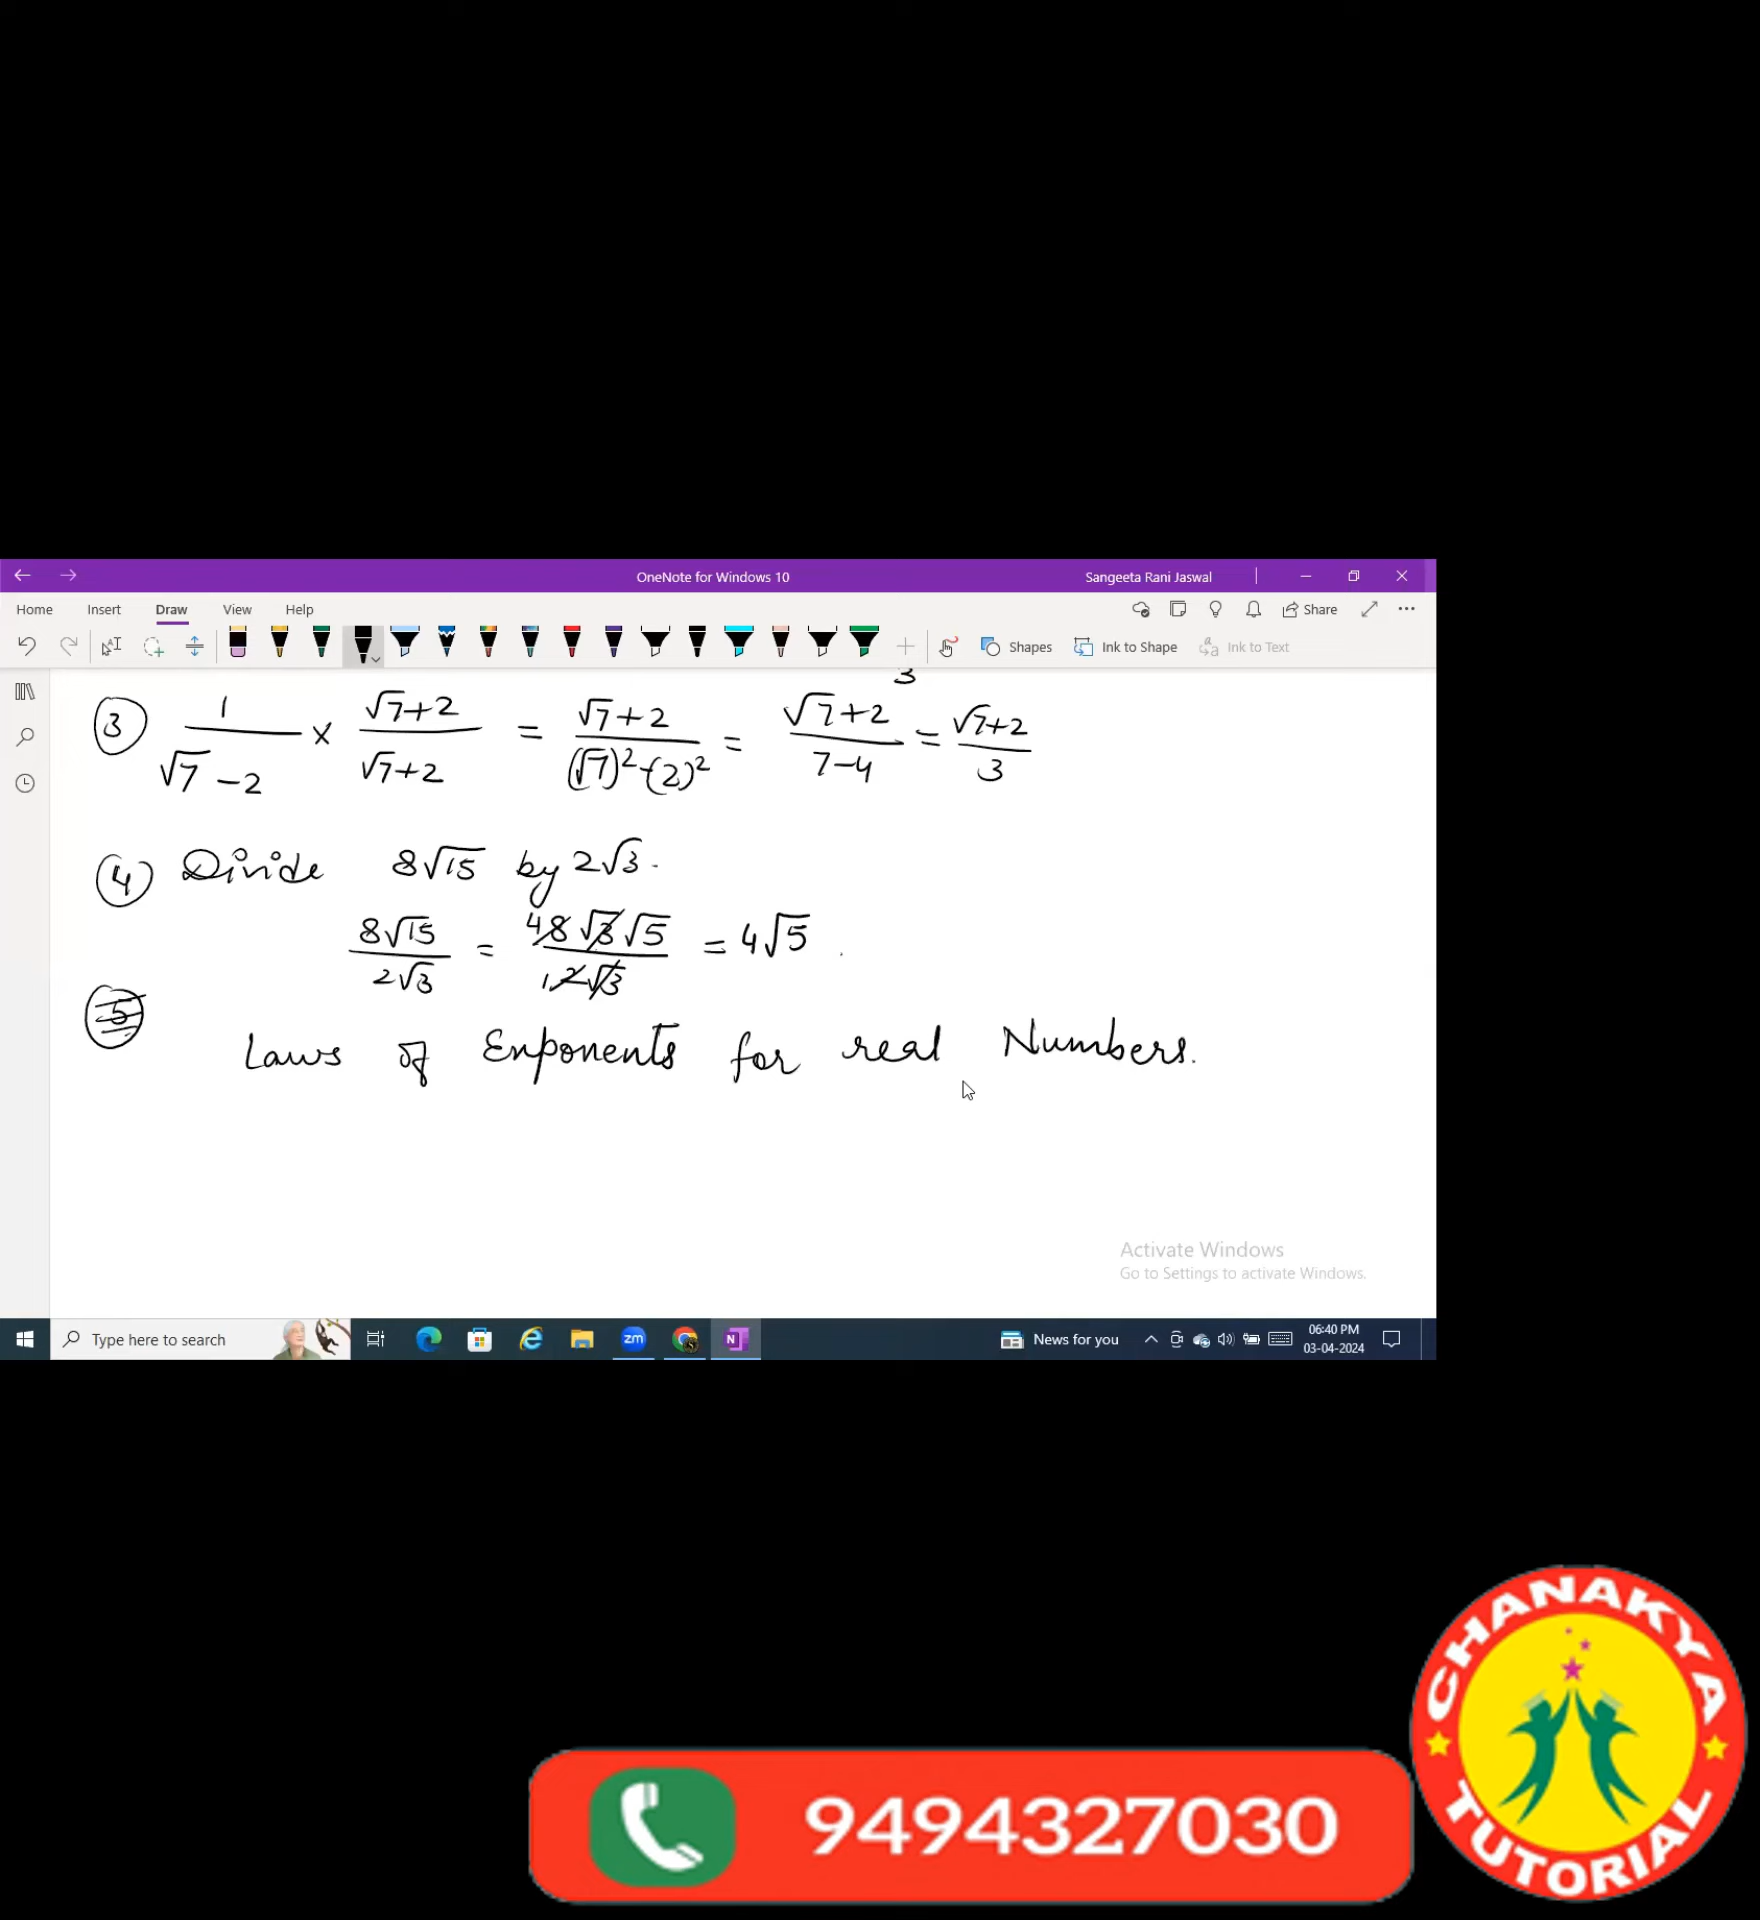 OneNote for Windows 10 Sangeeta Rani Jaswal
Home Insert Draw View Help Share
Shapes Ink to Shape Ink to Text
3
③ 1/(√7-2) × (√7+2)/(√7+2) = (√7+2)/((√7)²-(2)²) = (√7+2)/(7-4) = (√7+2)/3
④ Divide 8√15 by 2√3.
8√15/2√3 = 48√3√5/12√3 = 4√5.
5
Laws of Exponents for real Numbers.
Activate Windows
Go to Settings to activate Windows.
Type here to search zm N News for you 06:40 PM
03-04-2024
CHANAKYA
TUTORIAL
9494327030